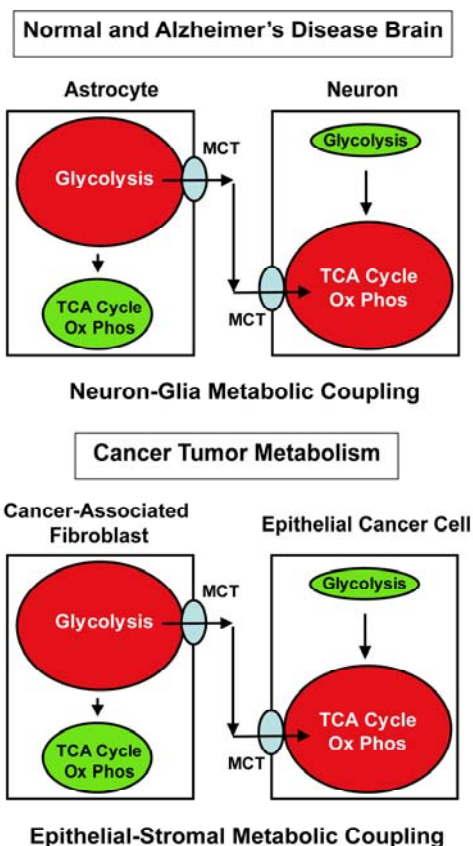 Normal and Alzheimer's Disease Brain
Astrocyte
Neuron
MCT
Glycolysis
Glycolysis
TCA Cycle
Ox Phos
TCA Cycle
Ox Phos
MCT
Neuron-Glia Metabolic Coupling
Cancer Tumor Metabolism
Cancer-Associated
Fibroblast
Epithelial Cancer Cell
MCT
Glycolysis
Glycolysis
TCA Cycle
Ox Phos
TCA Cycle
Ox Phos
MCT
Epithelial-Stromal Metabolic Coupling